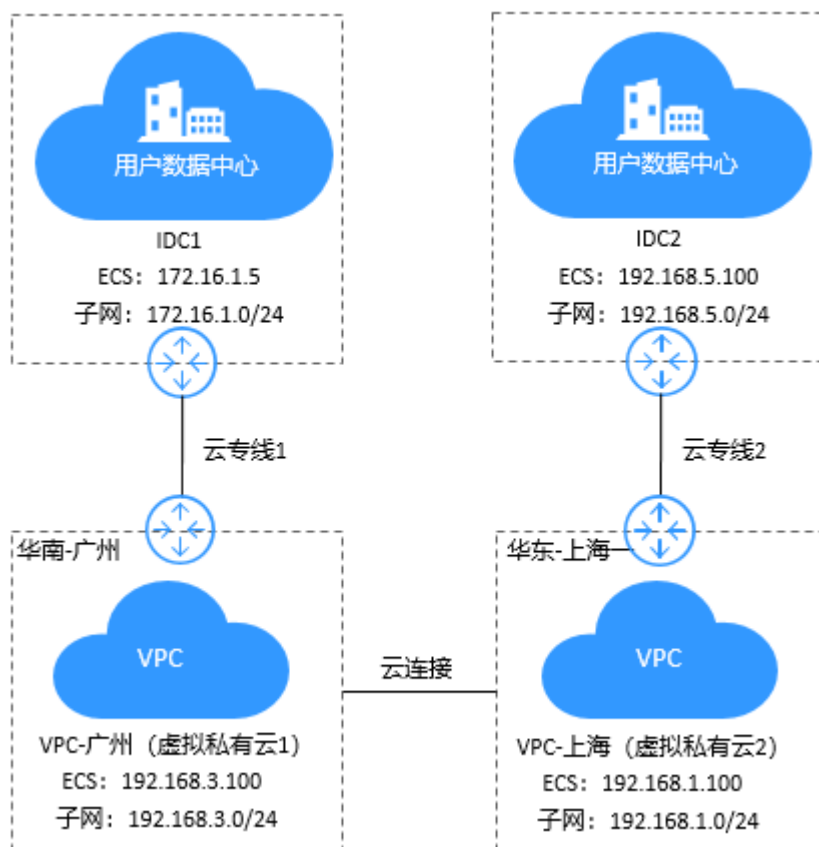 用户数据中心
IDC1
ECS：172.16.1.5
子网：172.16.1.0/24
用户数据中心
IDC2
ECS：192.168.5.100
子网：192.168.5.0/24
云专线1
云专线2
华南-广州
VPC
VPC-广州（虚拟私有云1）
ECS：192.168.3.100
子网：192.168.3.0/24
云连接
华东-上海一
VPC
VPC-上海（虚拟私有云2）
ECS：192.168.1.100
子网：192.168.1.0/24